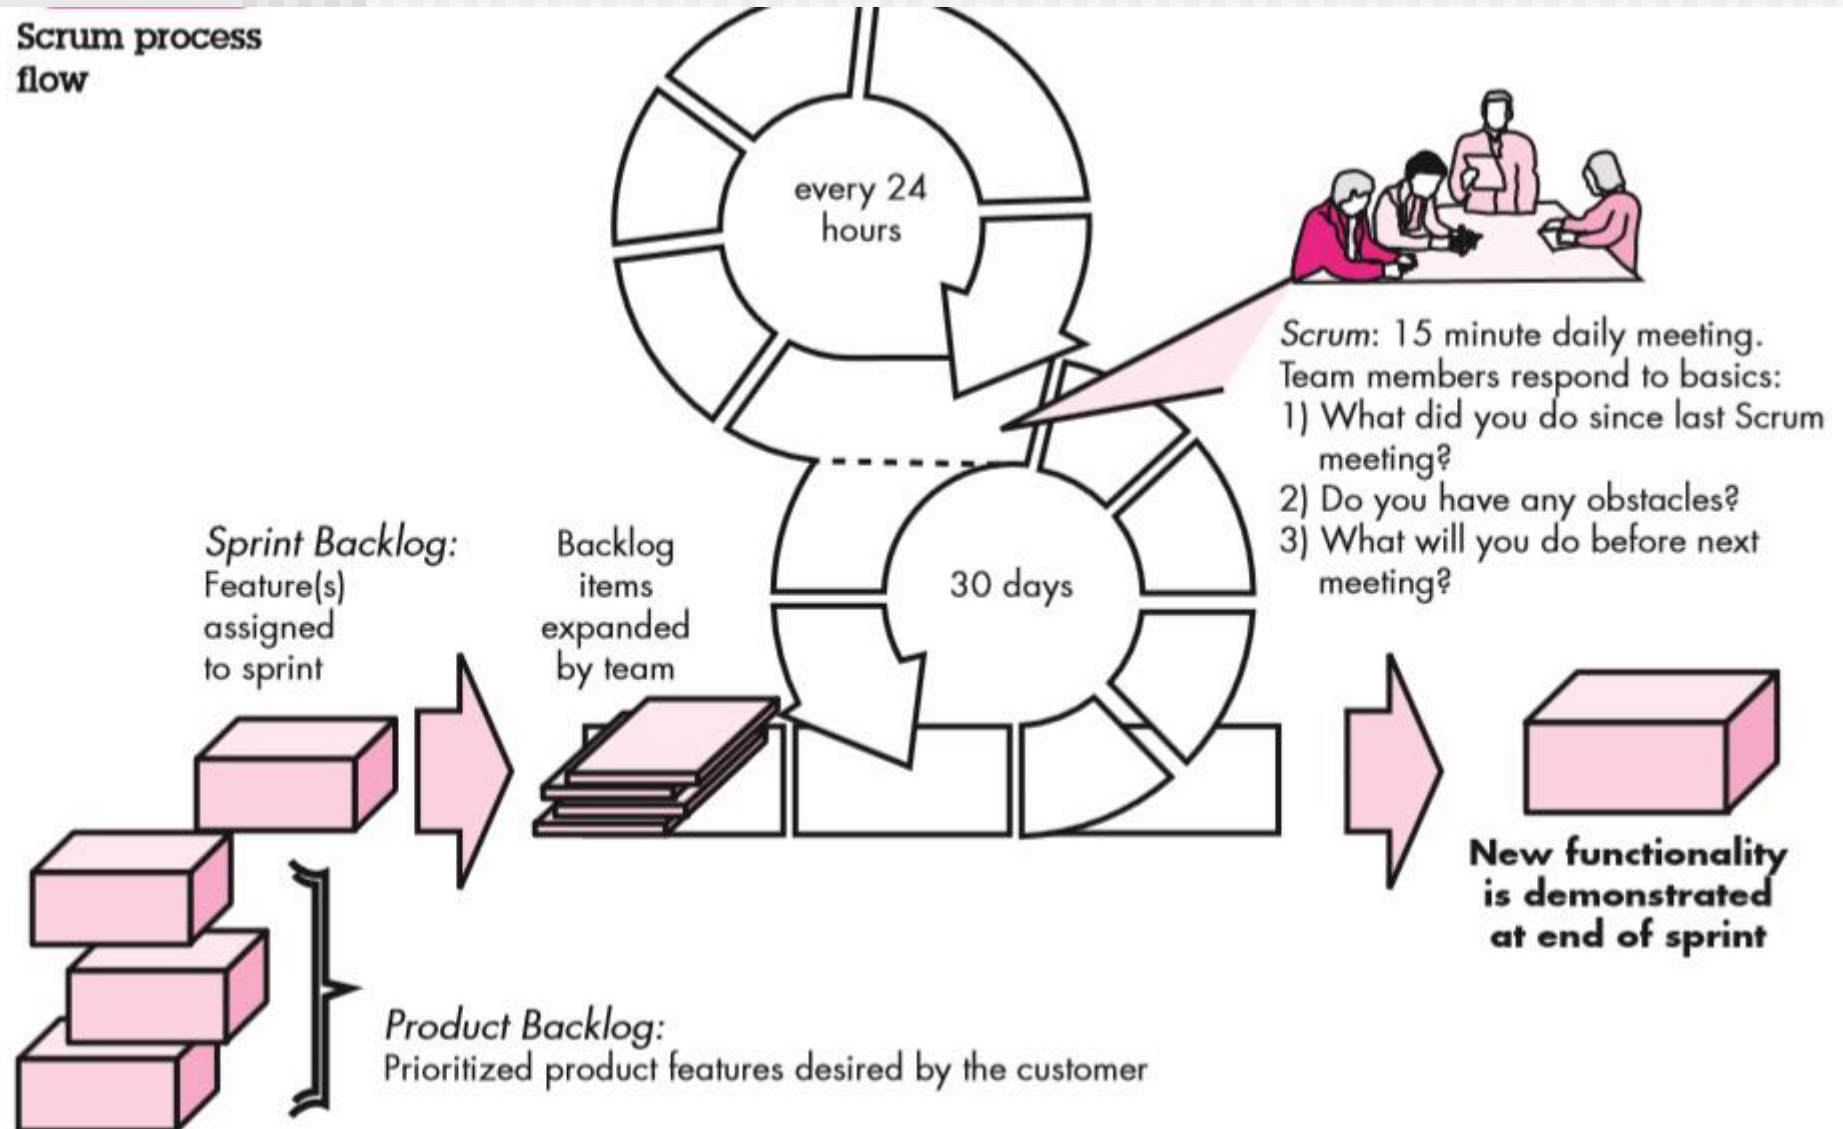 Scrum process
flow
every 24
hours
Scrum: 15 minute daily meeting.
Team members respond to basics:
1) What did you do since last Scrum
meeting?
2) Do you have any obstacles?
3) What will you do before next
meeting?
Sprint Backlog:
Feature(s)
assigned
to sprint
Backlog
items
expanded
by team
30 days
New functionality
is demonstrated
at end of sprint
Product Backlog:
Prioritized product features desired by the customer